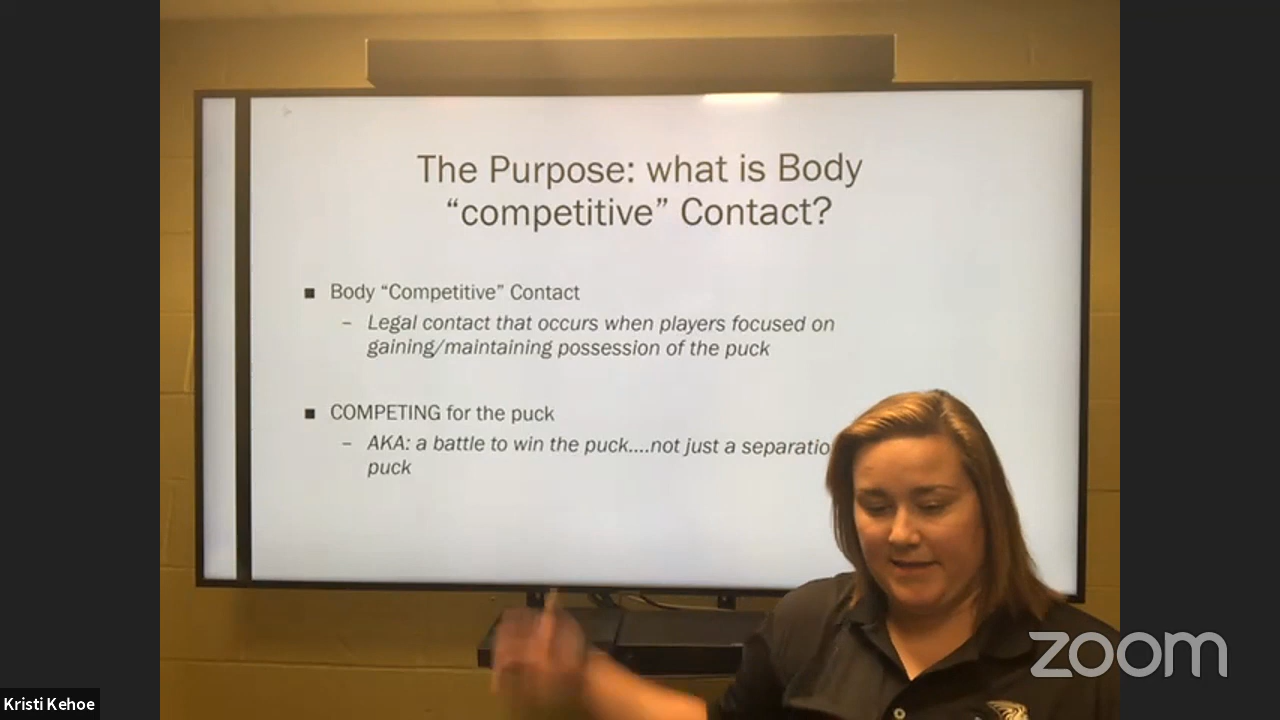 The Purpose: what is Body
“competitive” Contact?
■ Body “Competitive” Contact
– Legal contact that occurs when players focused on
gaining/maintaining possession of the puck
■ COMPETING for the puck
– AKA: a battle to win the puck....not just a
puck
zoom
Kristi Kehoe